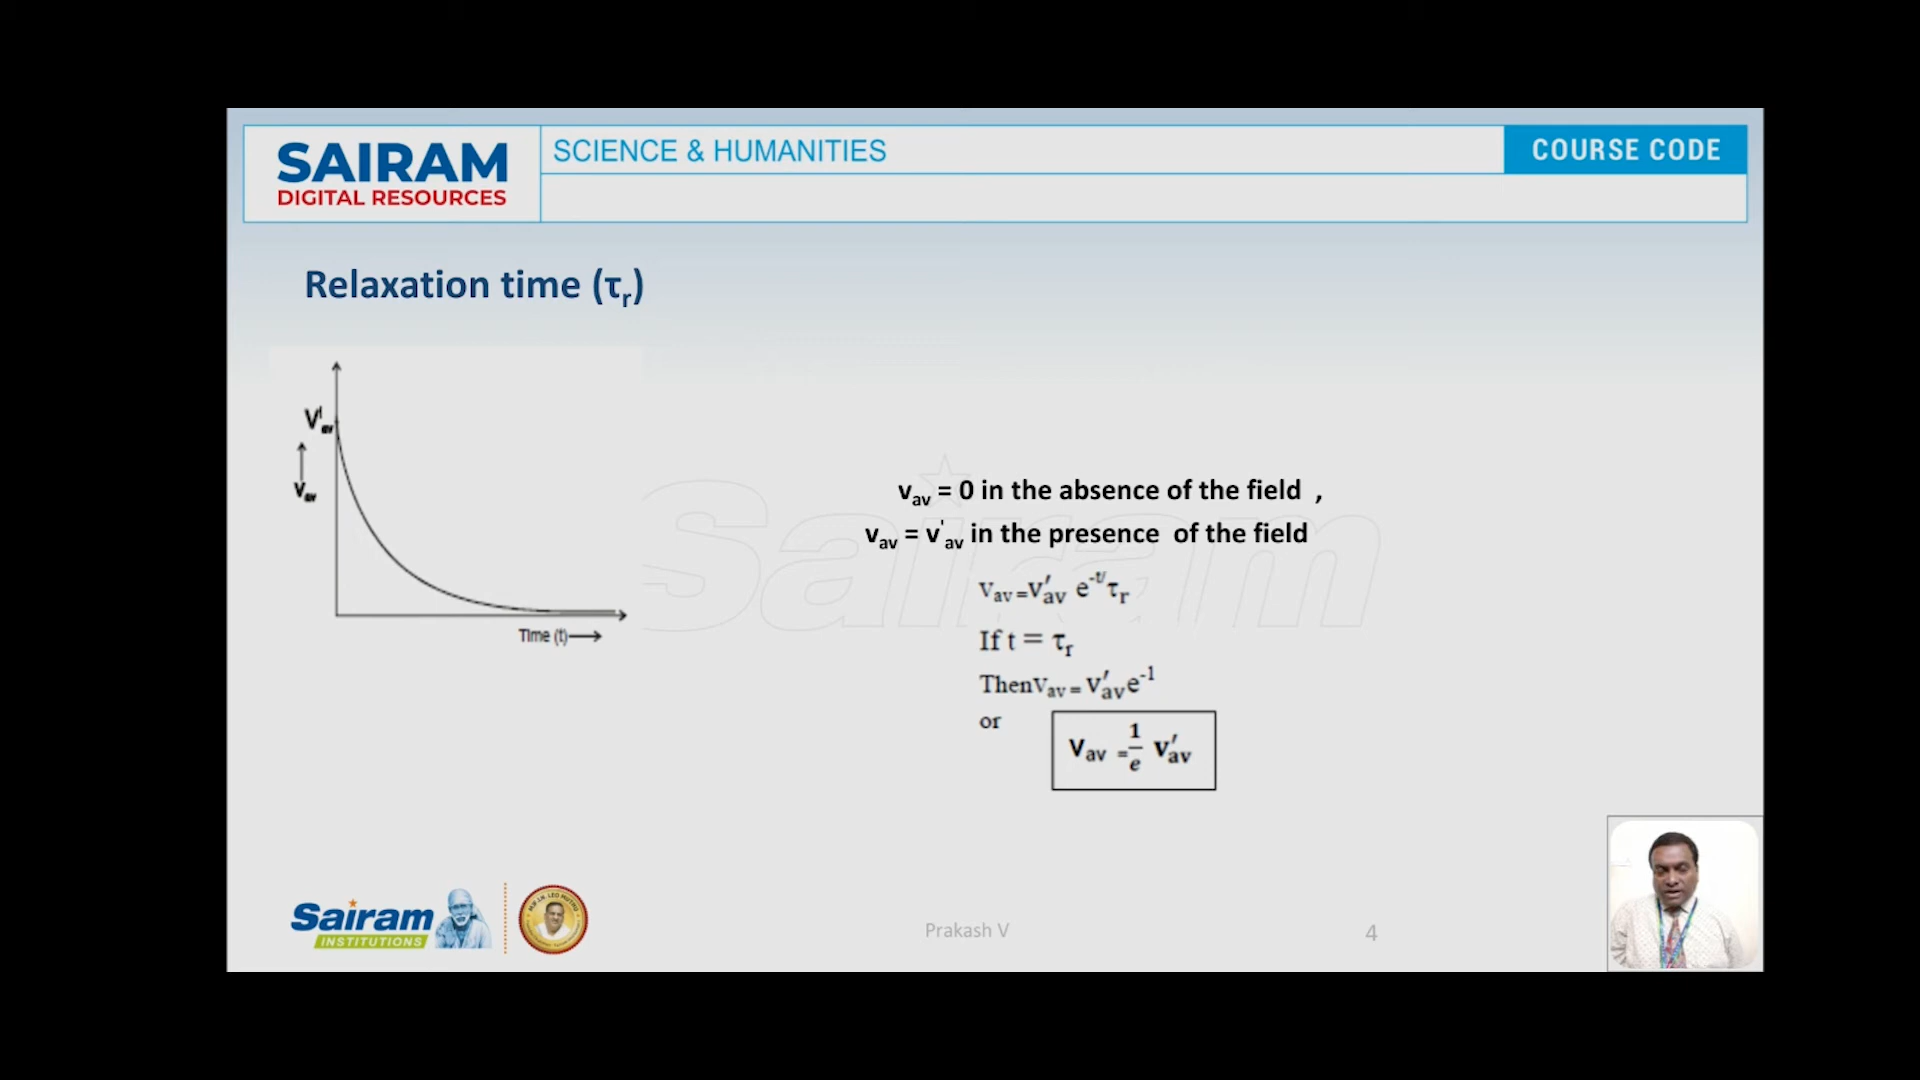 SAIRAM
DIGITAL RESOURCES
SCIENCE & HUMANITIES
COURSE CODE
Relaxation time (τr)
V'av
Vav
Time (t)
Sairam
vav = 0 in the absence of the field ,
vav = v'av in the presence of the field
vav = v′av e-t/τr
If t = τr
Thenvav = v′ave-1
or
Vav = 1/e v′av
Sairam
INSTITUTIONS
Prakash V
4